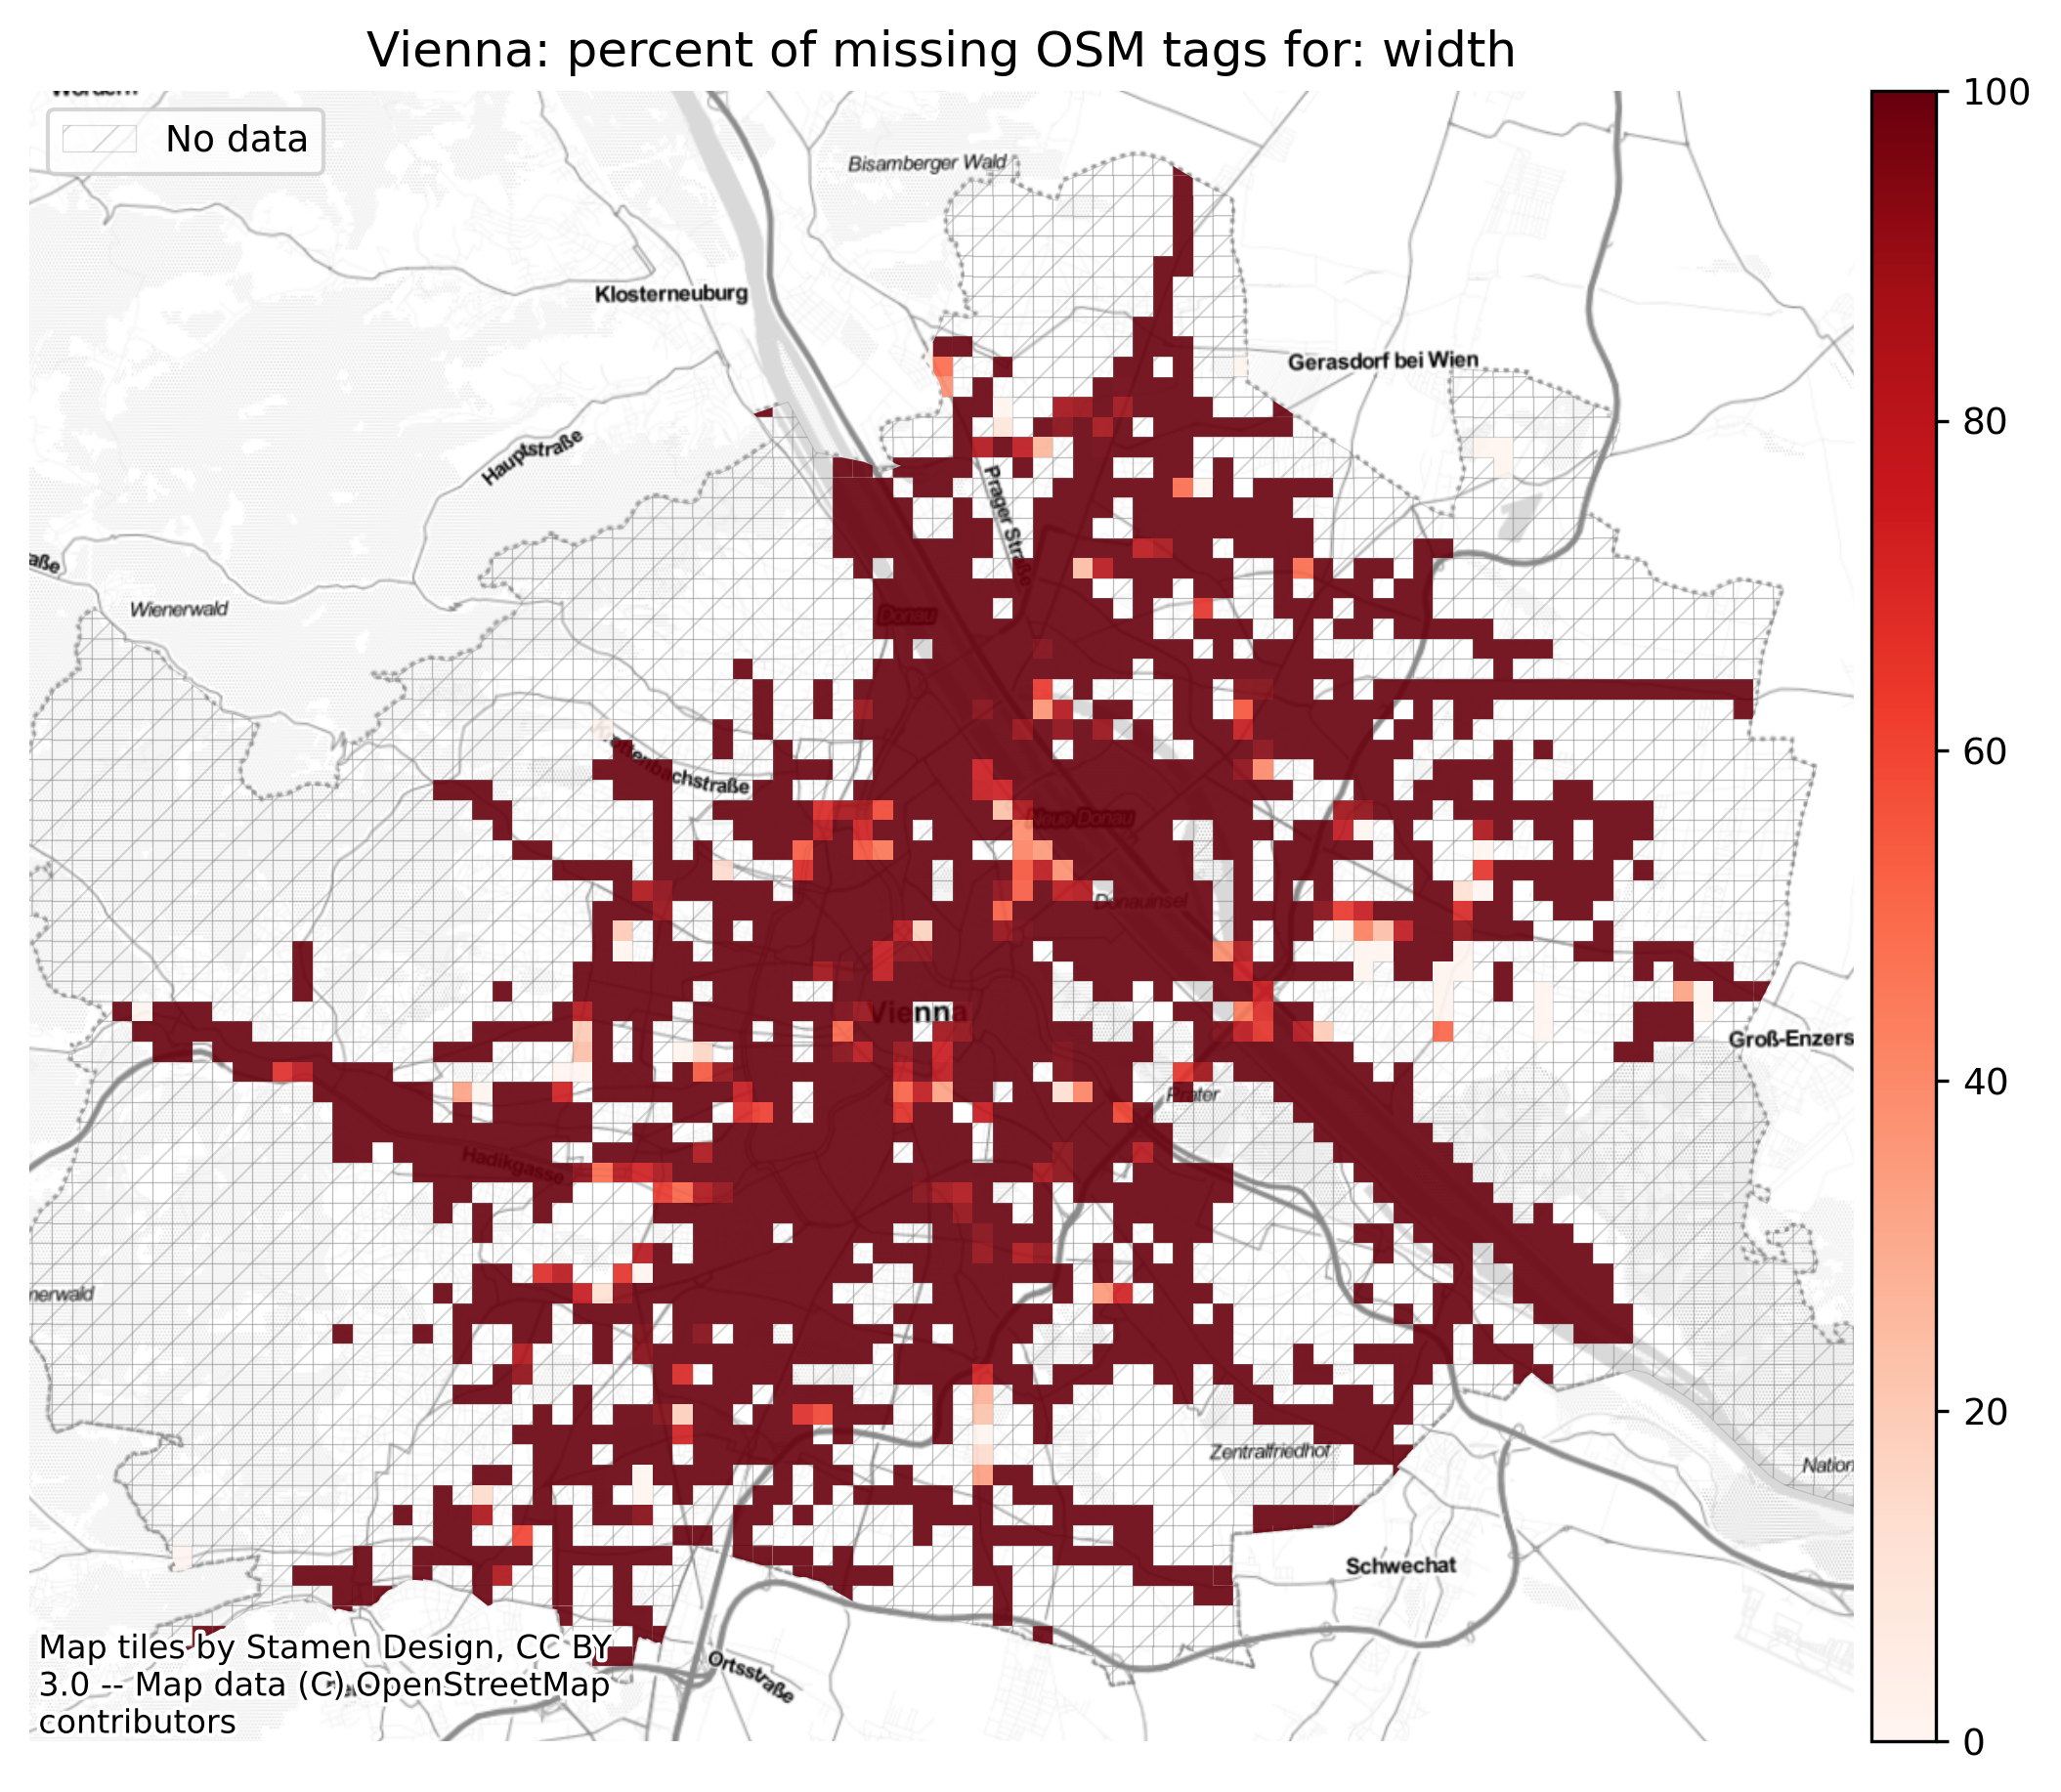 Vienna: percent of missing OSM tags for: width
No data
Bisamberger Wald
Klosterneuburg
Gerasdorf bei Wien
Hauptstraße
Prager Straße
aße
Wienerwald
Donau
Neue Donau
Donauinsel
Vienna
Groß-Enzers
Prater
Hadikgasse
nerwald
Zentralfriedhof
Nation
Schwechat
Ortsstraße
Map tiles by Stamen Design, CC BY
3.0 -- Map data (C) OpenStreetMap
contributors
100
80
60
40
20
0